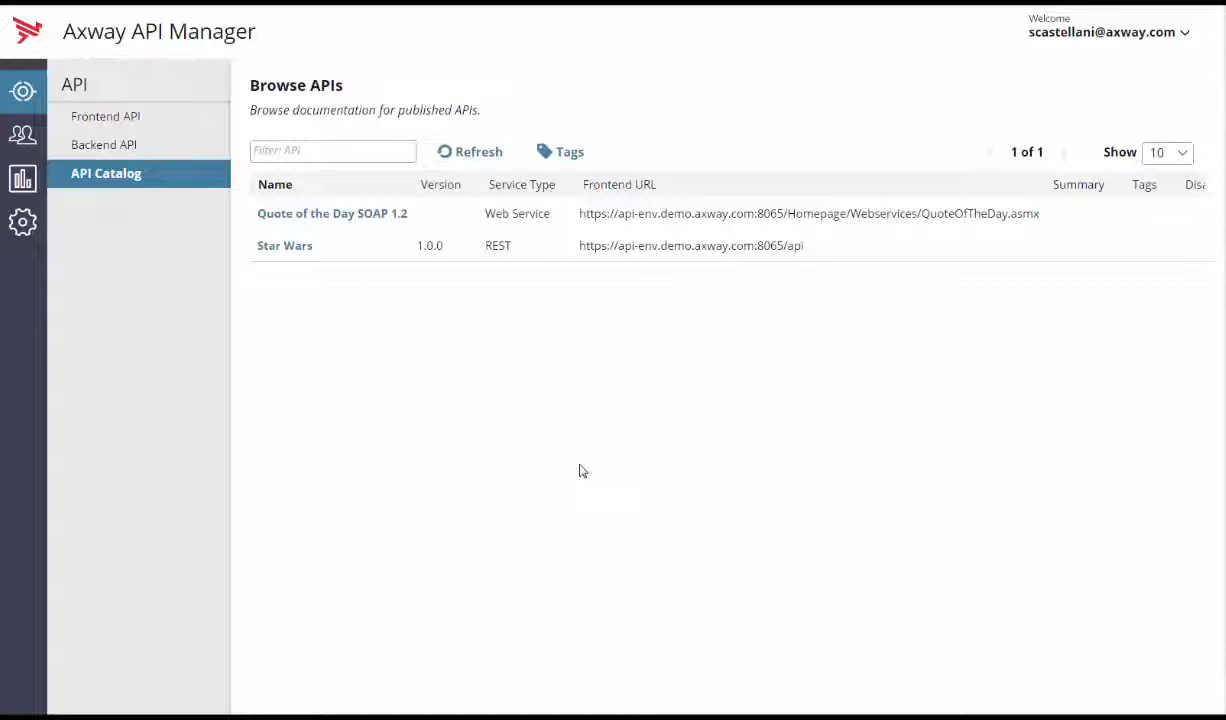 Axway API Manager
Welcome
scastellani@axway.com
API
Frontend API
Backend API
API Catalog
Browse APIs
Browse documentation for published APIs.
Filter: API
Refresh
Tags
1 of 1
Show 10
Name Version Service Type Frontend URL Summary Tags Disa
Quote of the Day SOAP 1.2 Web Service https://api-env.demo.axway.com:8065/Homepage/Webservices/QuoteOfTheDay.asmx
Star Wars 1.0.0 REST https://api-env.demo.axway.com:8065/api